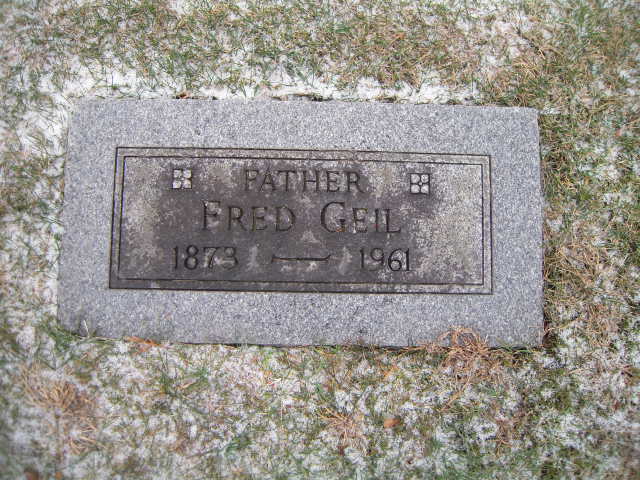 FATHER
FRED GEIL
1873 — 1961